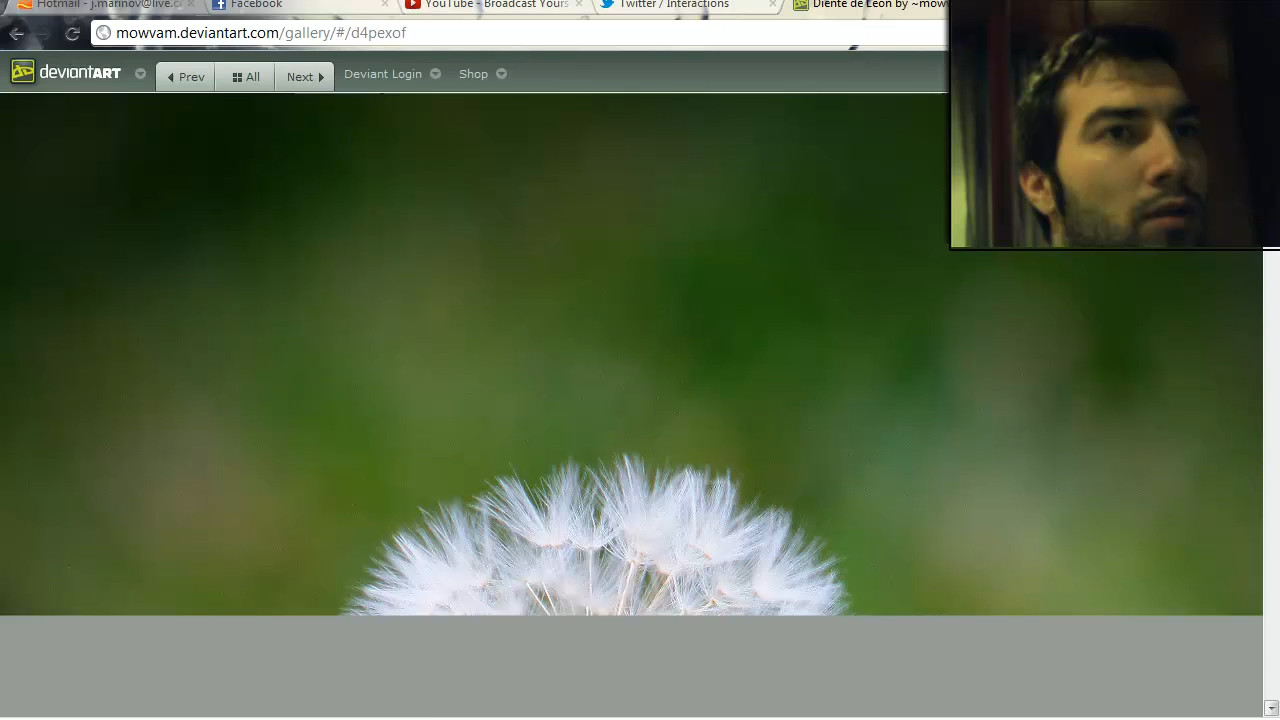 Hotmail - j.marinov@live.c
Facebook
YouTube - Broadcast Yours
Twitter / Interactions
Diente de Leon by ~mow
mowvam.deviantart.com/gallery/#/d4pexof
deviantART
Prev
All
Next
Deviant Login
Shop